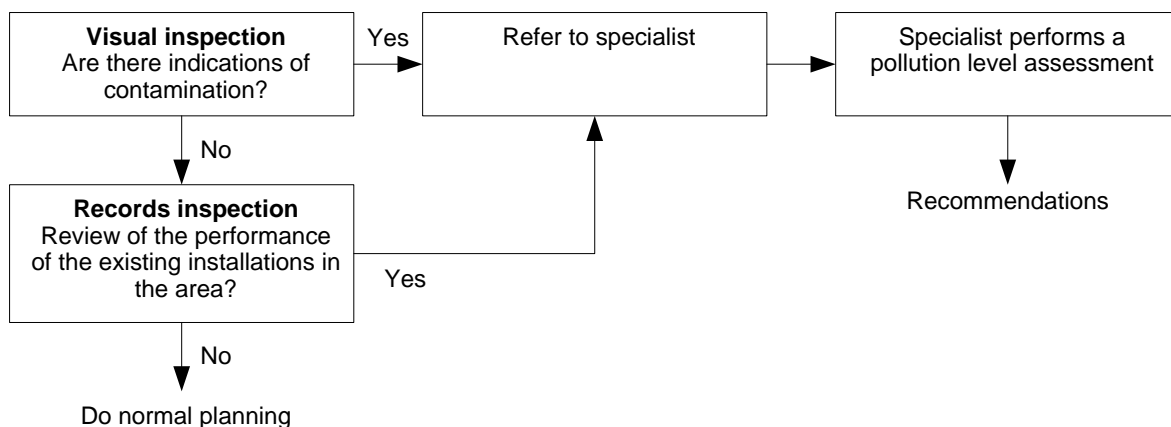 Visual inspection
Are there indications of
contamination?
Yes
Refer to specialist
Specialist performs a
pollution level assessment
No
Recommendations
Records inspection
Review of the performance
of the existing installations in
the area?
Yes
No
Do normal planning